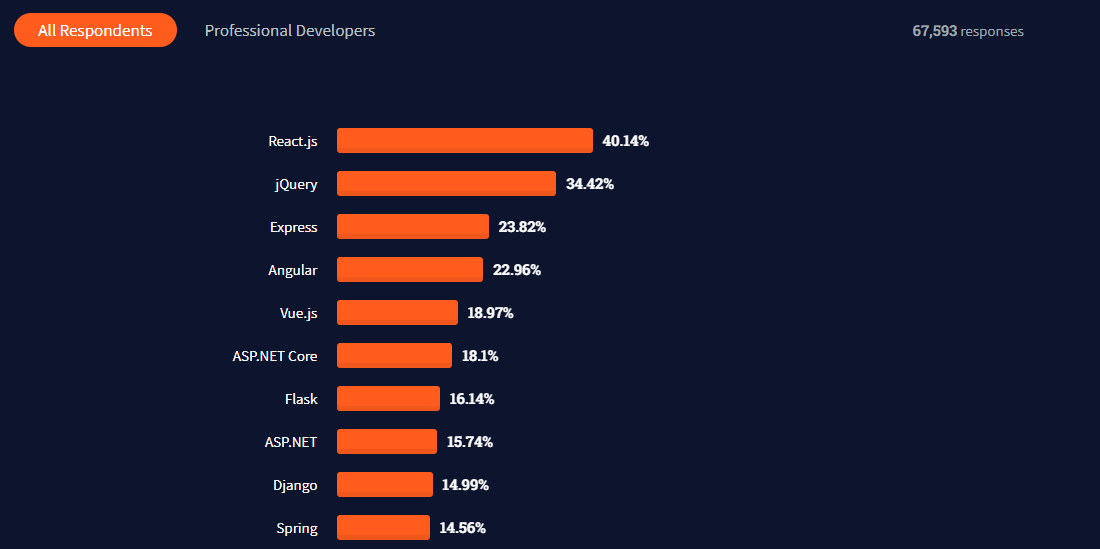 All Respondents Professional Developers 67,593 responses
React.js 40.14%
jQuery 34.42%
Express 23.82%
Angular 22.96%
Vue.js 18.97%
ASP.NET Core 18.1%
Flask 16.14%
ASP.NET 15.74%
Django 14.99%
Spring 14.56%